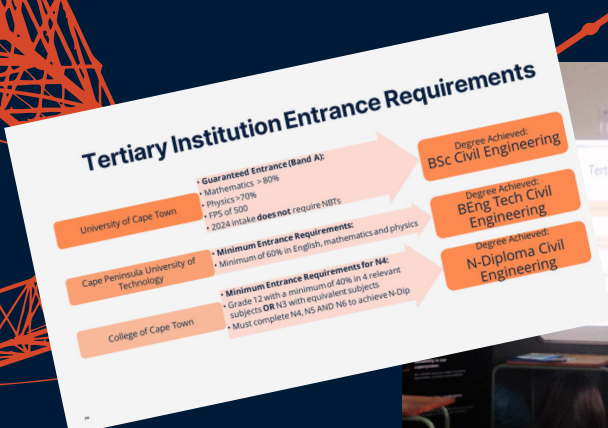 Tertiary Institution Entrance Requirements
University of Cape Town
• Guaranteed Entrance (Band A):
• Mathematics >80%
• Physics >70%
• FPS of 500
• 2024 intake does not require NBTs
Degree Achieved:
BSc Civil Engineering
Cape Peninsula University of
Technology
• Minimum Entrance Requirements:
• Minimum of 60% in English, mathematics and physics
Degree Achieved:
BEng Tech Civil
Engineering
College of Cape Town
• Minimum Entrance Requirements for N4:
• Grade 12 with a minimum of 40% in 4 relevant
subjects OR N3 with equivalent subjects
• Must complete N4, N5 AND N6 to achieve N-Dip
Degree Achieved:
N-Diploma Civil
Engineering